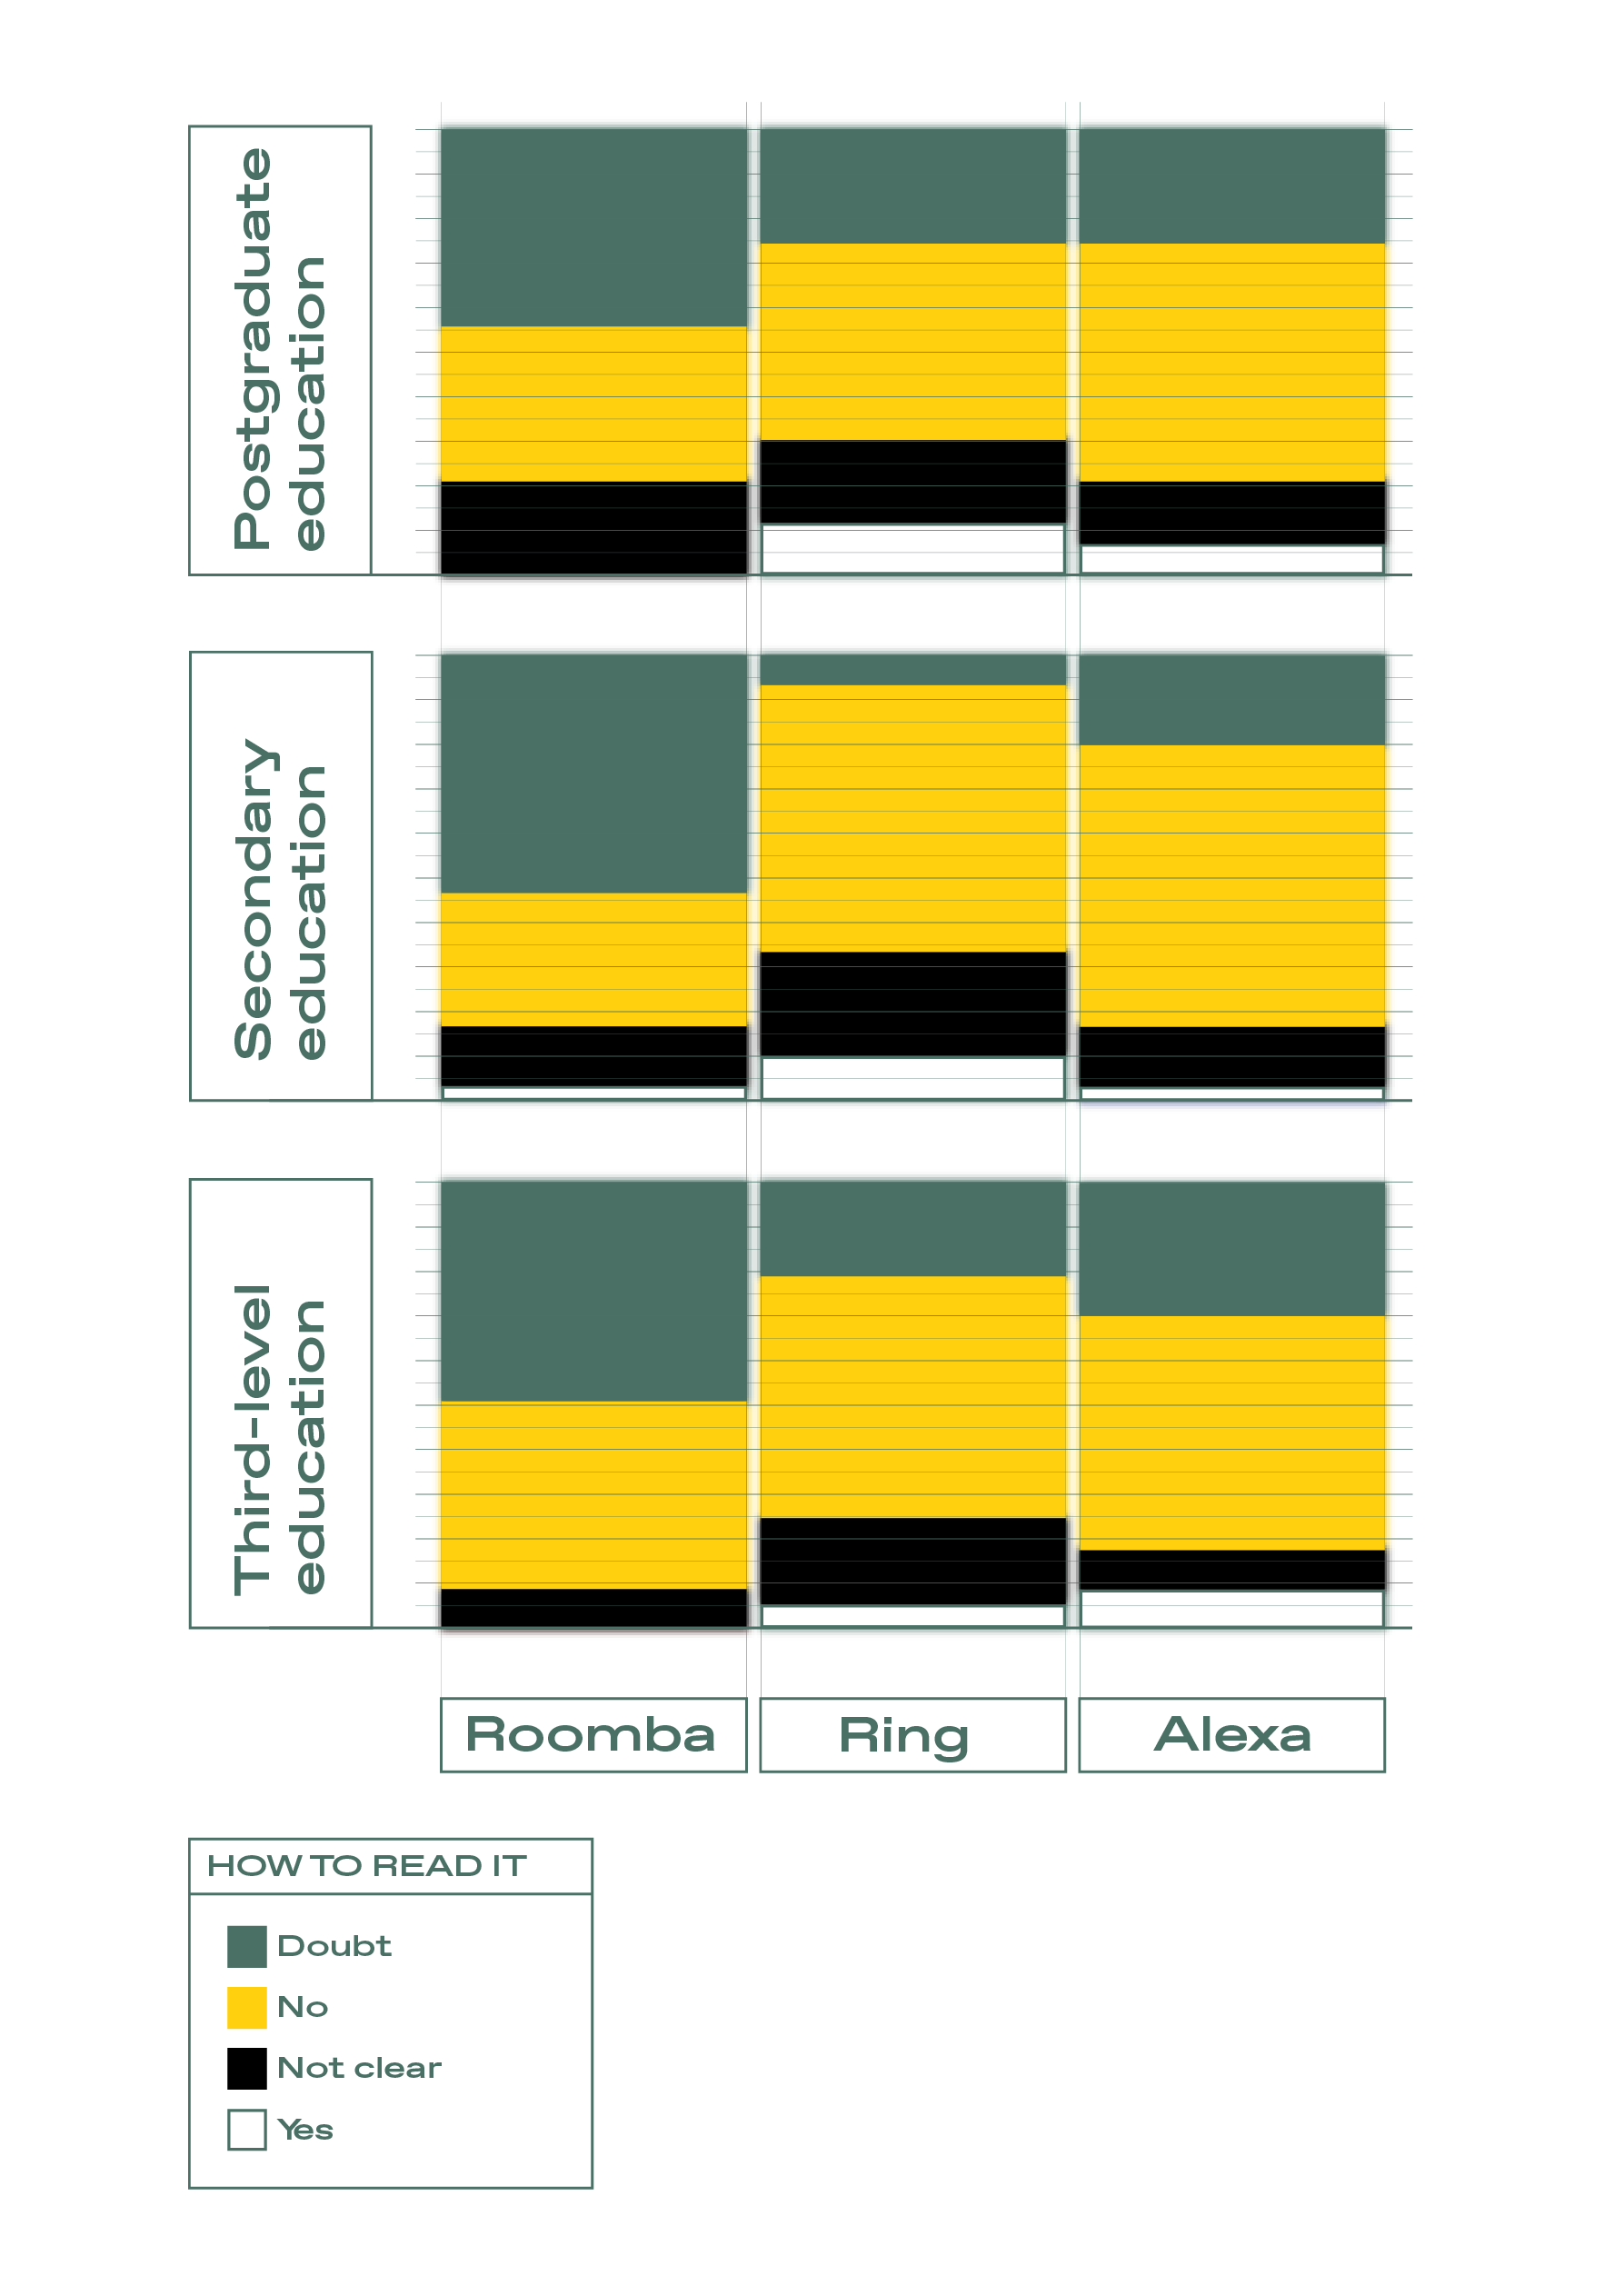 Postgraduate
education
Secondary
education
Third-level
education
Roomba
Ring
Alexa
HOW TO READ IT
Doubt
No
Not clear
Yes